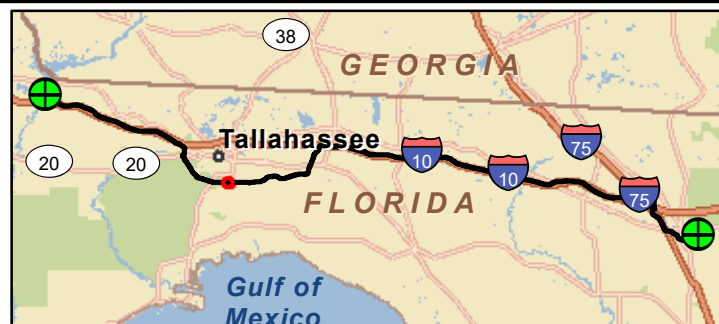 38
GEORGIA
Tallahassee
75
20
20
10
10
75
FLORIDA
Gulf of
Mexico